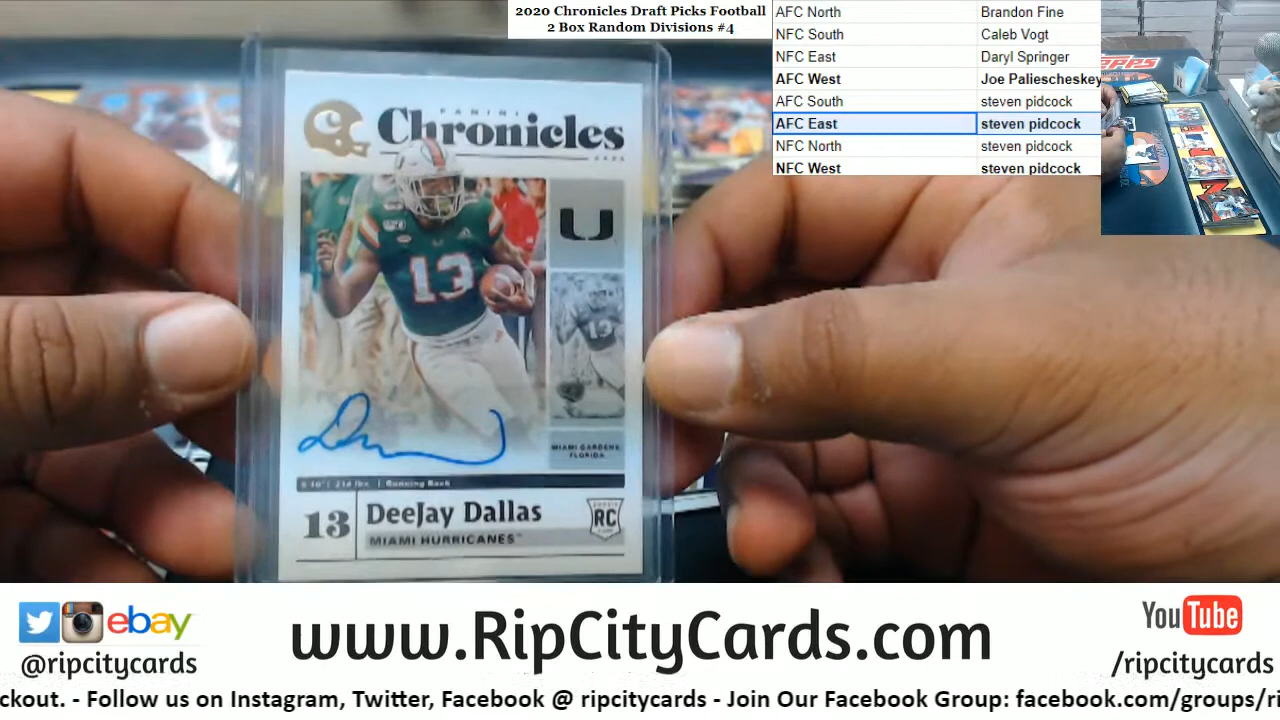 2020 Chronicles Draft Picks Football
2 Box Random Divisions #4
AFC North Brandon Fine
NFC South Caleb Vogt
NFC East Daryl Springer
AFC West Joe Paliescheskey
AFC South steven pidcock
AFC East steven pidcock
NFC North steven pidcock
NFC West steven pidcock
PANINI
Chronicles
U
13
13
MIAMI GARDENS
FLORIDA
Running Back
13
DeeJay Dallas
RC
MIAMI HURRICANES™
ebay
@ripcitycards
www.RipCityCards.com
YouTube
/ripcitycards
ckout. - Follow us on Instagram, Twitter, Facebook @ ripcitycards - Join Our Facebook Group: facebook.com/groups/ri